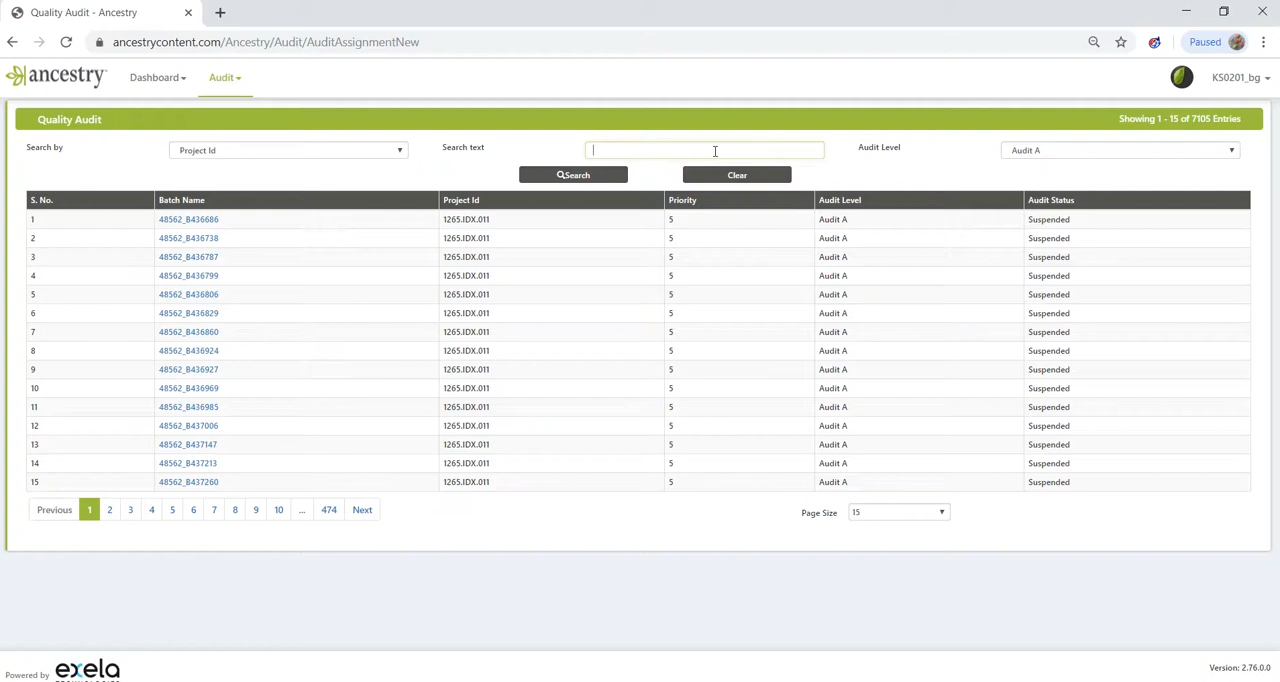 Quality Audit - Ancestry
ancestrycontent.com/Ancestry/Audit/AuditAssignmentNew
Paused
ancestry
Dashboard
Audit
KS0201_bg
Quality Audit
Showing 1 - 15 of 7105 Entries
Search by
Project Id
Search text
Audit Level
Audit A
Search
Clear
S. No. Batch Name Project Id Priority Audit Level Audit Status
1 48562_B436686 1265.IDX.011 5 Audit A Suspended
2 48562_B436738 1265.IDX.011 5 Audit A Suspended
3 48562_B436787 1265.IDX.011 5 Audit A Suspended
4 48562_B436799 1265.IDX.011 5 Audit A Suspended
5 48562_B436806 1265.IDX.011 5 Audit A Suspended
6 48562_B436829 1265.IDX.011 5 Audit A Suspended
7 48562_B436860 1265.IDX.011 5 Audit A Suspended
8 48562_B436924 1265.IDX.011 5 Audit A Suspended
9 48562_B436927 1265.IDX.011 5 Audit A Suspended
10 48562_B436969 1265.IDX.011 5 Audit A Suspended
11 48562_B436985 1265.IDX.011 5 Audit A Suspended
12 48562_B437006 1265.IDX.011 5 Audit A Suspended
13 48562_B437147 1265.IDX.011 5 Audit A Suspended
14 48562_B437213 1265.IDX.011 5 Audit A Suspended
15 48562_B437260 1265.IDX.011 5 Audit A Suspended
Previous 1 2 3 4 5 6 7 8 9 10 ... 474 Next
Page Size 15
Powered by exela
TECHNOLOGIES
Version: 2.76.0.0